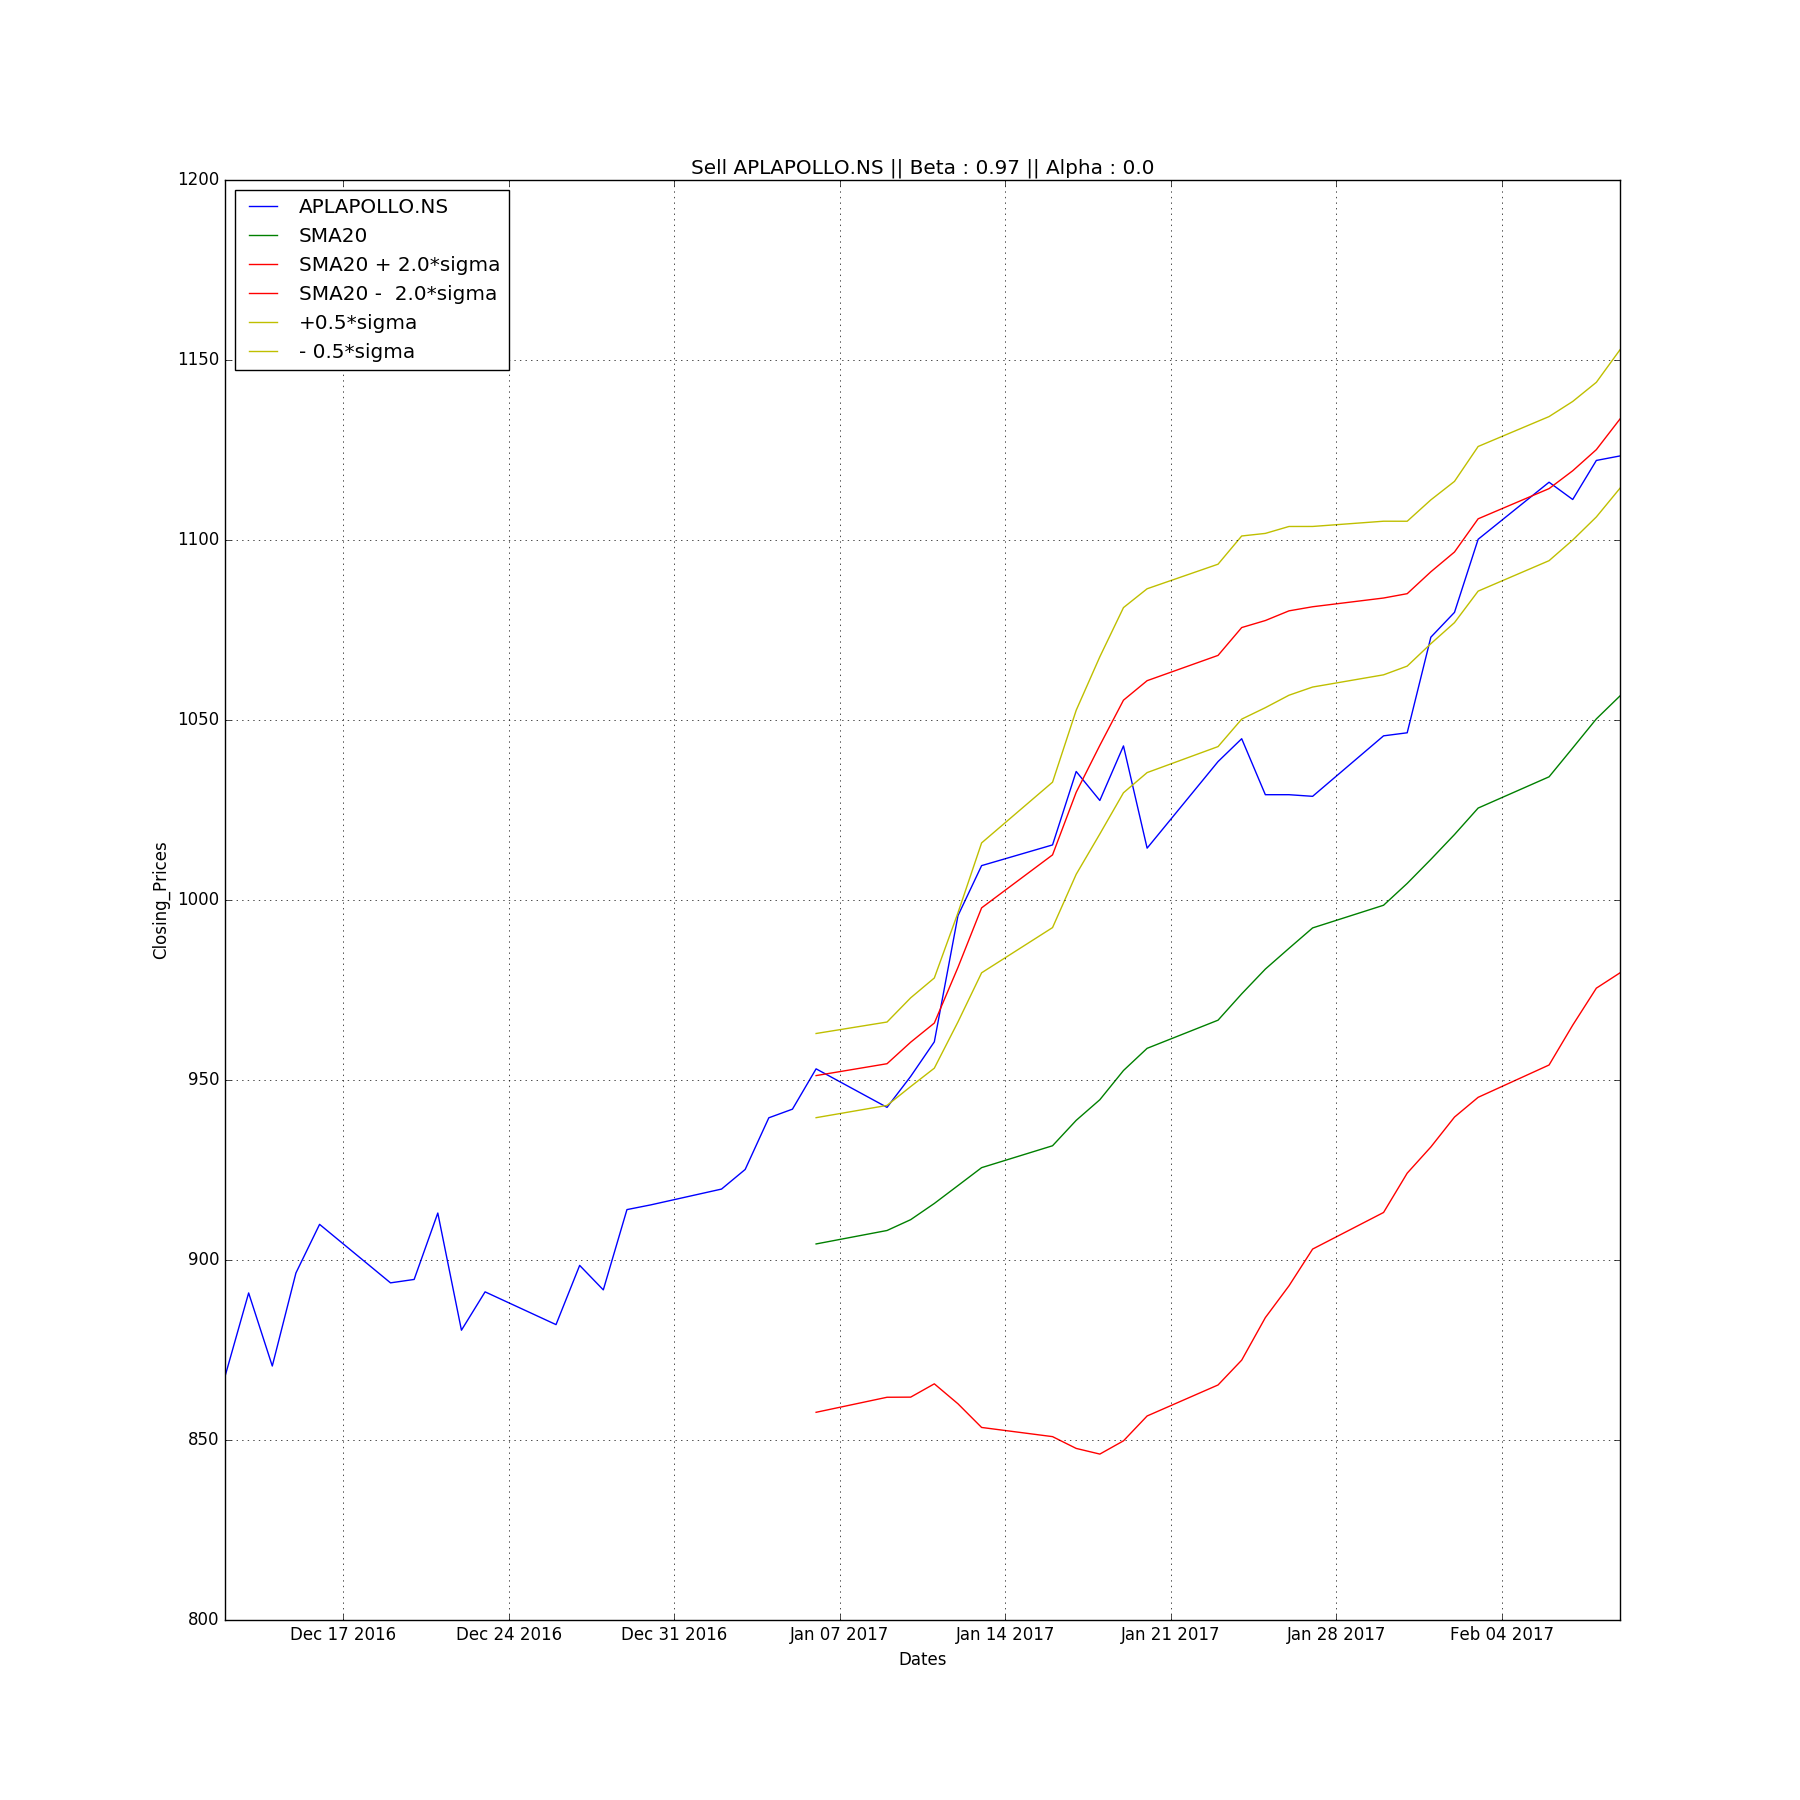 Sell APLAPOLLO.NS || Beta : 0.97 || Alpha : 0.0
APLAPOLLO.NS
SMA20
SMA20 + 2.0*sigma
SMA20 -  2.0*sigma
+0.5*sigma
- 0.5*sigma
1200
1150
1100
1050
1000
950
900
850
800
Closing_Prices
Dec 17 2016 Dec 24 2016 Dec 31 2016 Jan 07 2017 Jan 14 2017 Jan 21 2017 Jan 28 2017 Feb 04 2017
Dates